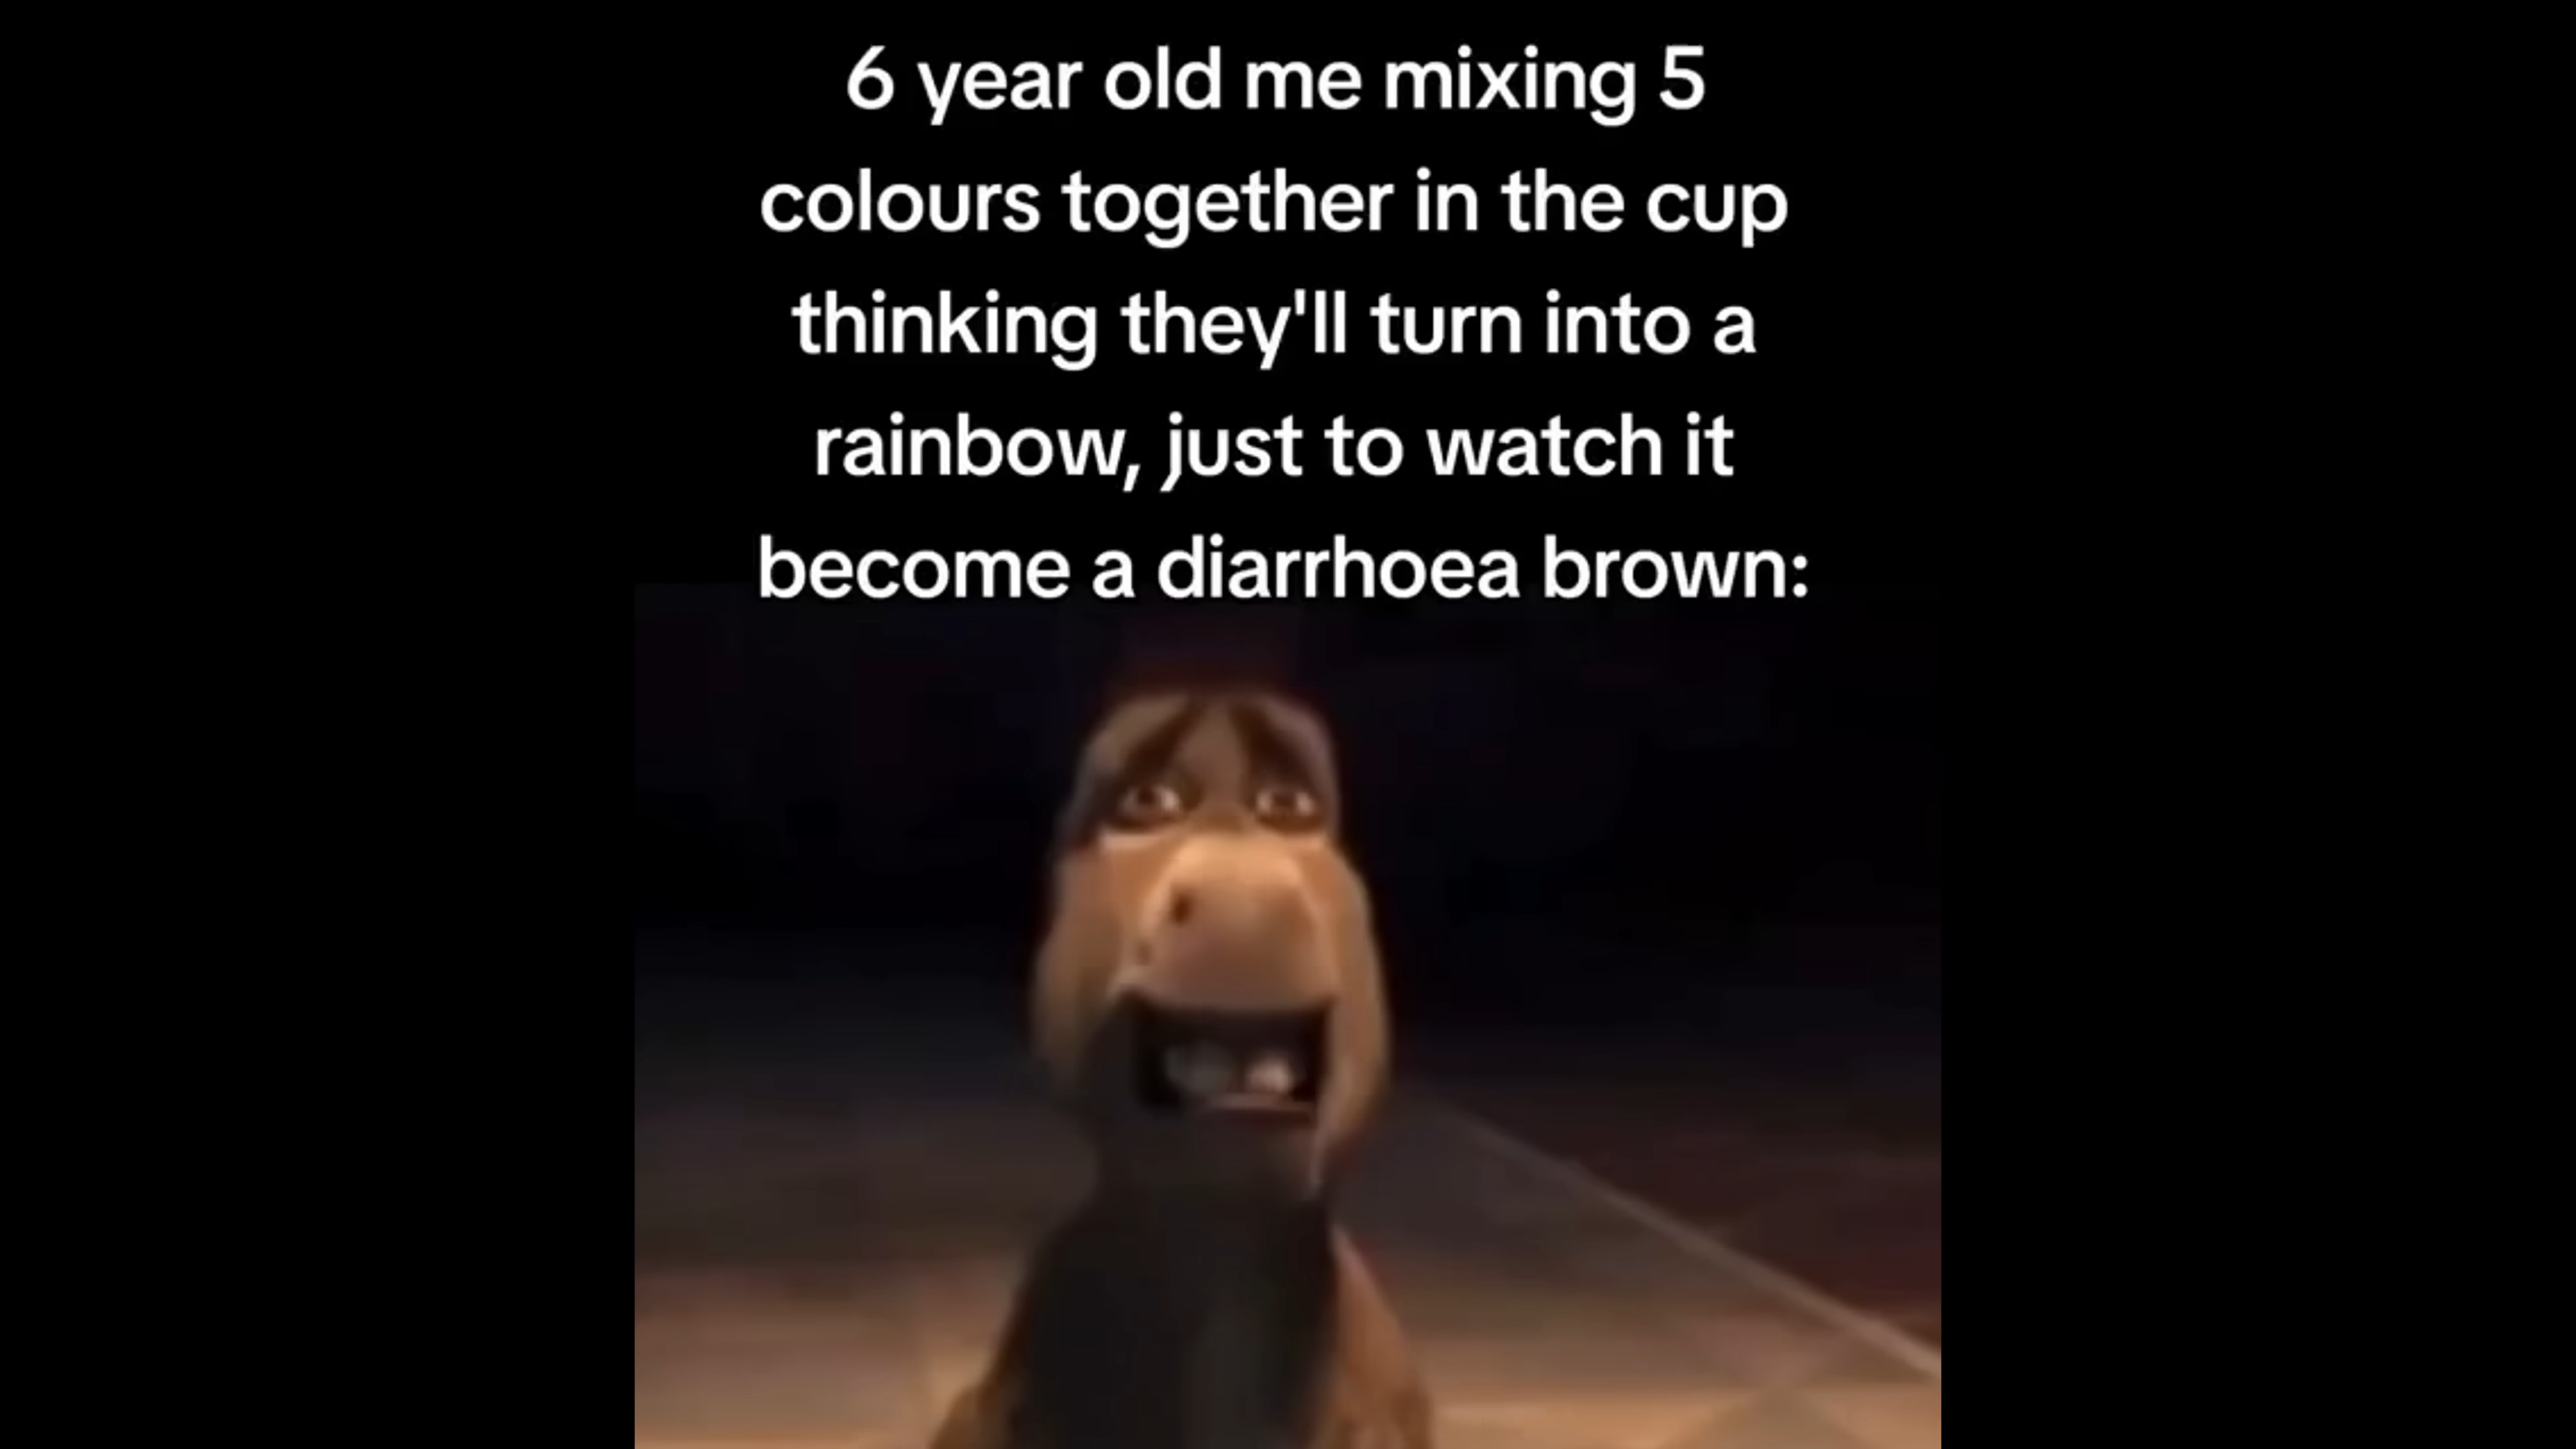 6 year old me mixing 5
colours together in the cup
thinking they'll turn into a
rainbow, just to watch it
become a diarrhoea brown: